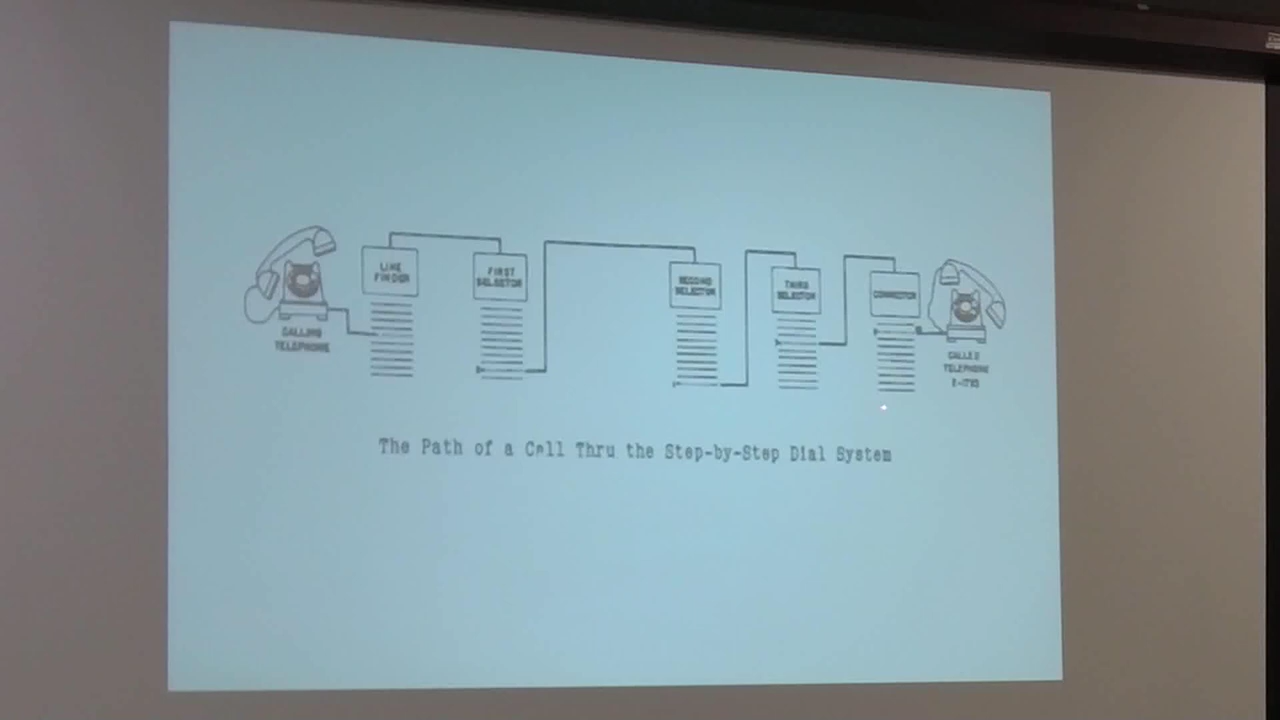 LINE
FINDER
FIRST
SELECTOR
SECOND
SELECTOR
THIRD
SELECTOR
CONNECTOR
CALLING
TELEPHONE
CALLED
TELEPHONE
The Path of a Call Thru the Step-by-Step Dial System